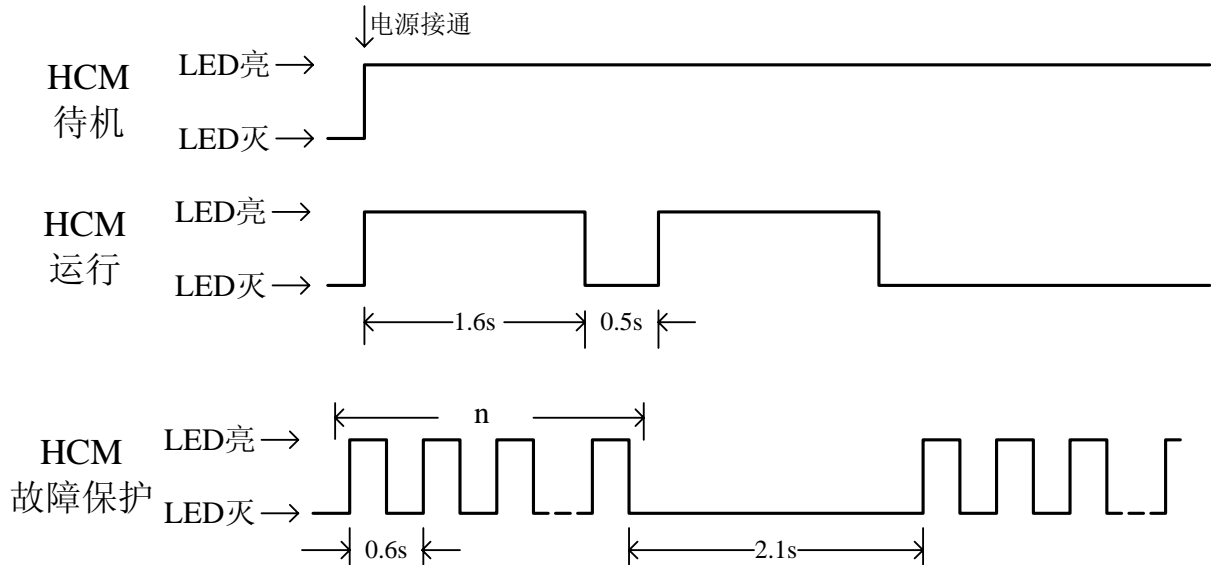 电源接通
HCM
待机
LED亮
LED灭
HCM
运行
LED亮
LED灭
1.6s
0.5s
HCM
故障保护
n
LED亮
LED灭
0.6s
2.1s